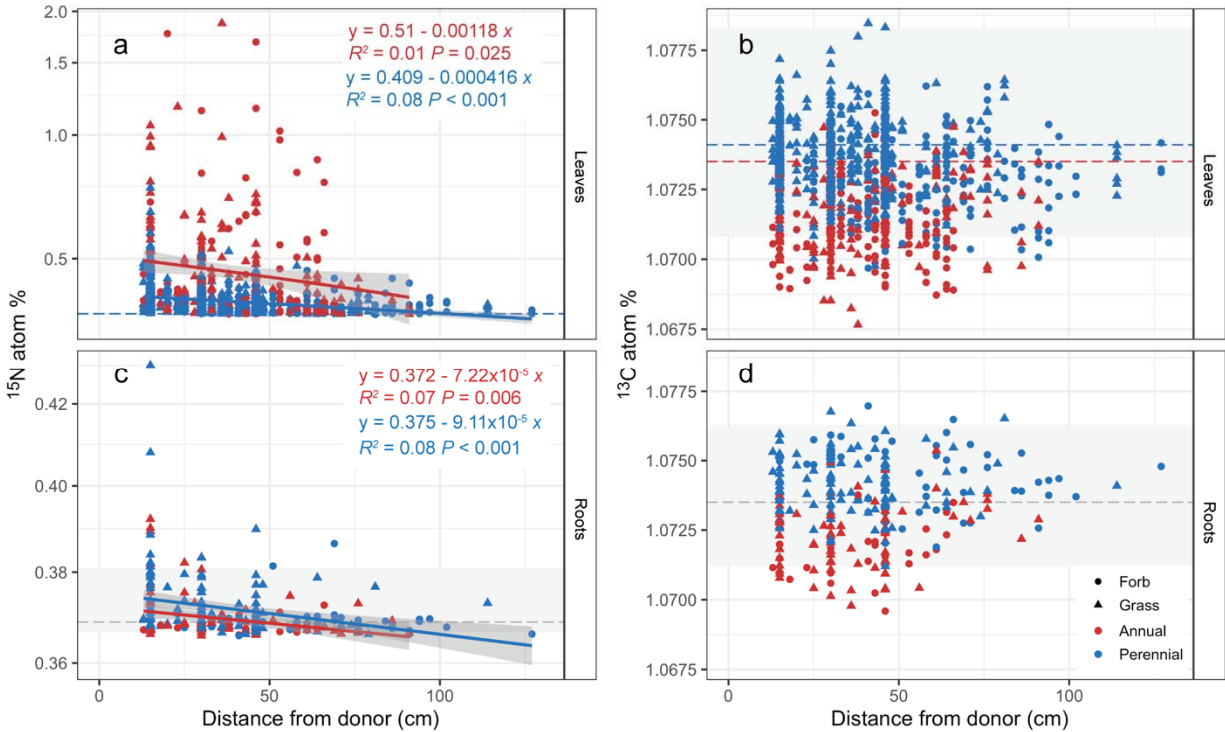 a
y = 0.51 - 0.00118 x
R² = 0.01 P = 0.025
y = 0.409 - 0.000416 x
R² = 0.08 P < 0.001
2.0
1.5
1.0
0.5
Leaves
c
y = 0.372 - 7.22x10⁻⁵ x
R² = 0.07 P = 0.006
y = 0.375 - 9.11x10⁻⁵ x
R² = 0.08 P < 0.001
0.42
0.40
0.38
0.36
Roots
¹⁵N atom %
0 50 100
Distance from donor (cm)
b
1.0775
1.0750
1.0725
1.0700
1.0675
Leaves
d
1.0775
1.0750
1.0725
1.0700
1.0675
Roots
¹³C atom %
Forb
Grass
Annual
Perennial
0 50 100
Distance from donor (cm)